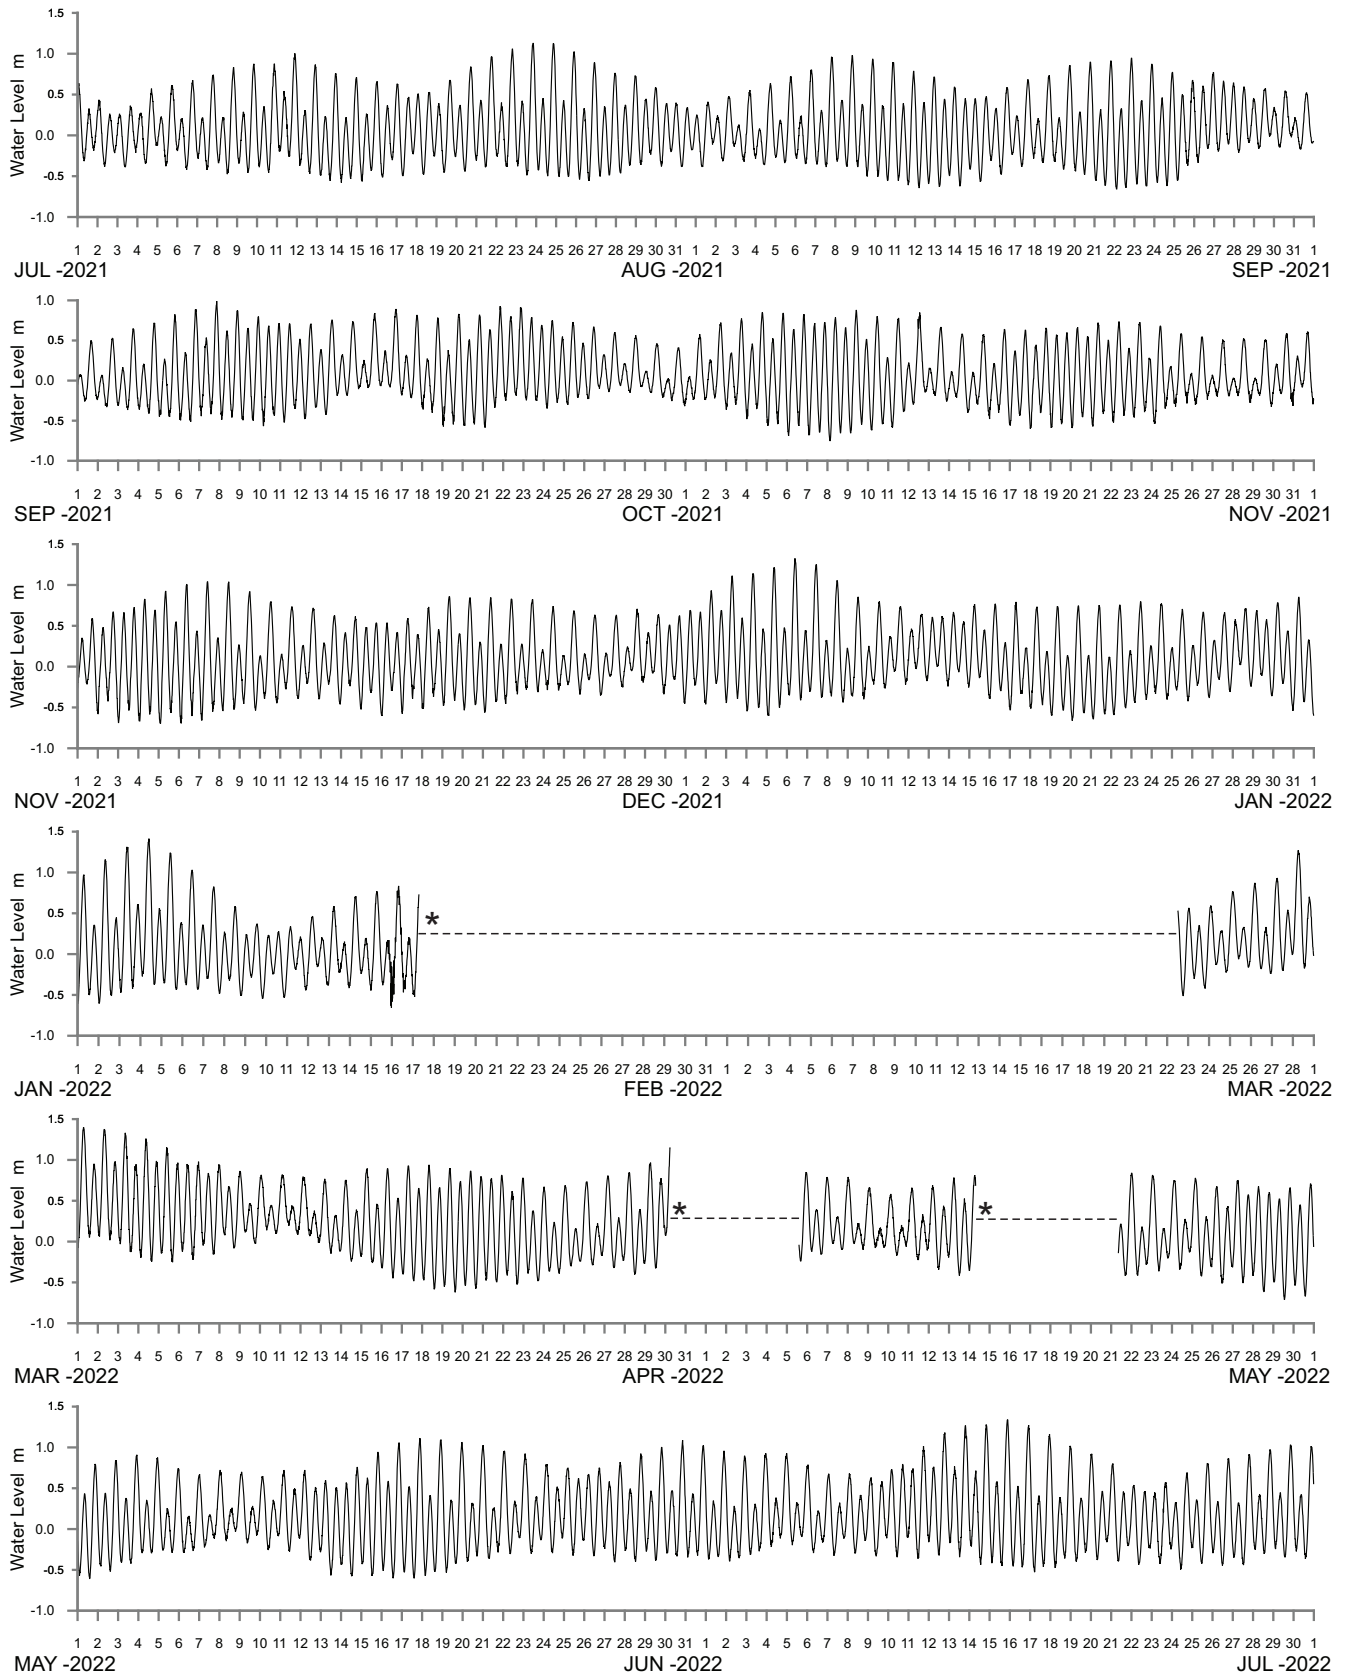 Water Level m
1.5
1.0
0.5
0.0
-0.5
-1.0
1 2 3 4 5 6 7 8 9 10 11 12 13 14 15 16 17 18 19 20 21 22 23 24 25 26 27 28 29 30 31 1 2 3 4 5 6 7 8 9 10 11 12 13 14 15 16 17 18 19 20 21 22 23 24 25 26 27 28 29 30 31 1
JUL -2021 AUG -2021 SEP -2021
Water Level m
1.0
0.5
0.0
-0.5
-1.0
1 2 3 4 5 6 7 8 9 10 11 12 13 14 15 16 17 18 19 20 21 22 23 24 25 26 27 28 29 30 1 2 3 4 5 6 7 8 9 10 11 12 13 14 15 16 17 18 19 20 21 22 23 24 25 26 27 28 29 30 31 1
SEP -2021 OCT -2021 NOV -2021
Water Level m
1.5
1.0
0.5
0.0
-0.5
-1.0
1 2 3 4 5 6 7 8 9 10 11 12 13 14 15 16 17 18 19 20 21 22 23 24 25 26 27 28 29 30 1 2 3 4 5 6 7 8 9 10 11 12 13 14 15 16 17 18 19 20 21 22 23 24 25 26 27 28 29 30 31 1
NOV -2021 DEC -2021 JAN -2022
Water Level m
1.5
1.0
0.5
0.0
-0.5
-1.0
*
1 2 3 4 5 6 7 8 9 10 11 12 13 14 15 16 17 18 19 20 21 22 23 24 25 26 27 28 29 30 31 1 2 3 4 5 6 7 8 9 10 11 12 13 14 15 16 17 18 19 20 21 22 23 24 25 26 27 28 1
JAN -2022 FEB -2022 MAR -2022
Water Level m
1.5
1.0
0.5
0.0
-0.5
-1.0
* *
1 2 3 4 5 6 7 8 9 10 11 12 13 14 15 16 17 18 19 20 21 22 23 24 25 26 27 28 29 30 31 1 2 3 4 5 6 7 8 9 10 11 12 13 14 15 16 17 18 19 20 21 22 23 24 25 26 27 28 29 30 1
MAR -2022 APR -2022 MAY -2022
Water Level m
1.5
1.0
0.5
0.0
-0.5
-1.0
1 2 3 4 5 6 7 8 9 10 11 12 13 14 15 16 17 18 19 20 21 22 23 24 25 26 27 28 29 30 31 1 2 3 4 5 6 7 8 9 10 11 12 13 14 15 16 17 18 19 20 21 22 23 24 25 26 27 28 29 30 1
MAY -2022 JUN -2022 JUL -2022